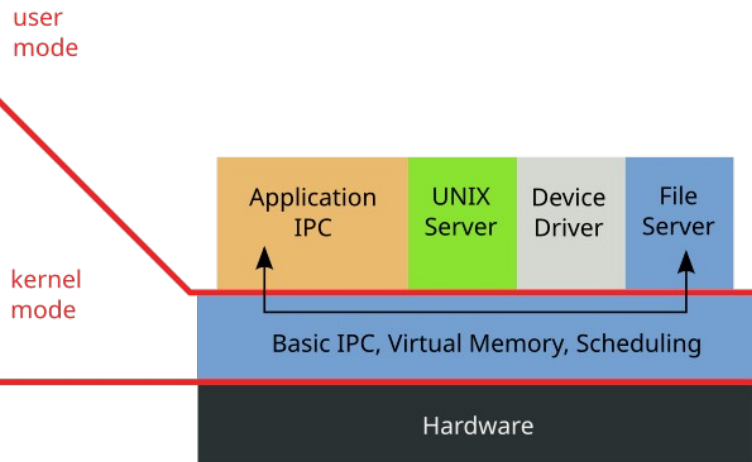 user
mode
Application
IPC
UNIX
Server
Device
Driver
File
Server
kernel
mode
Basic IPC, Virtual Memory, Scheduling
Hardware